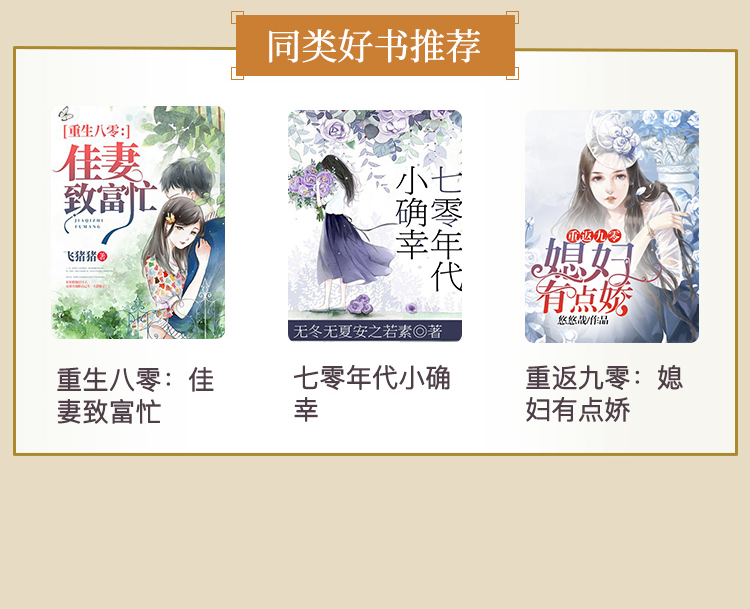 同类好书推荐
[重生八零:]
佳妻
致富忙
JIAQIZHI
FUMANG
飞猪猪 著
七零年代
小确幸
无冬无夏安之若素◎著
重返九零
媳妇
有点娇
悠悠哉/作品
重生八零：佳
妻致富忙
七零年代小确
幸
重返九零：媳
妇有点娇